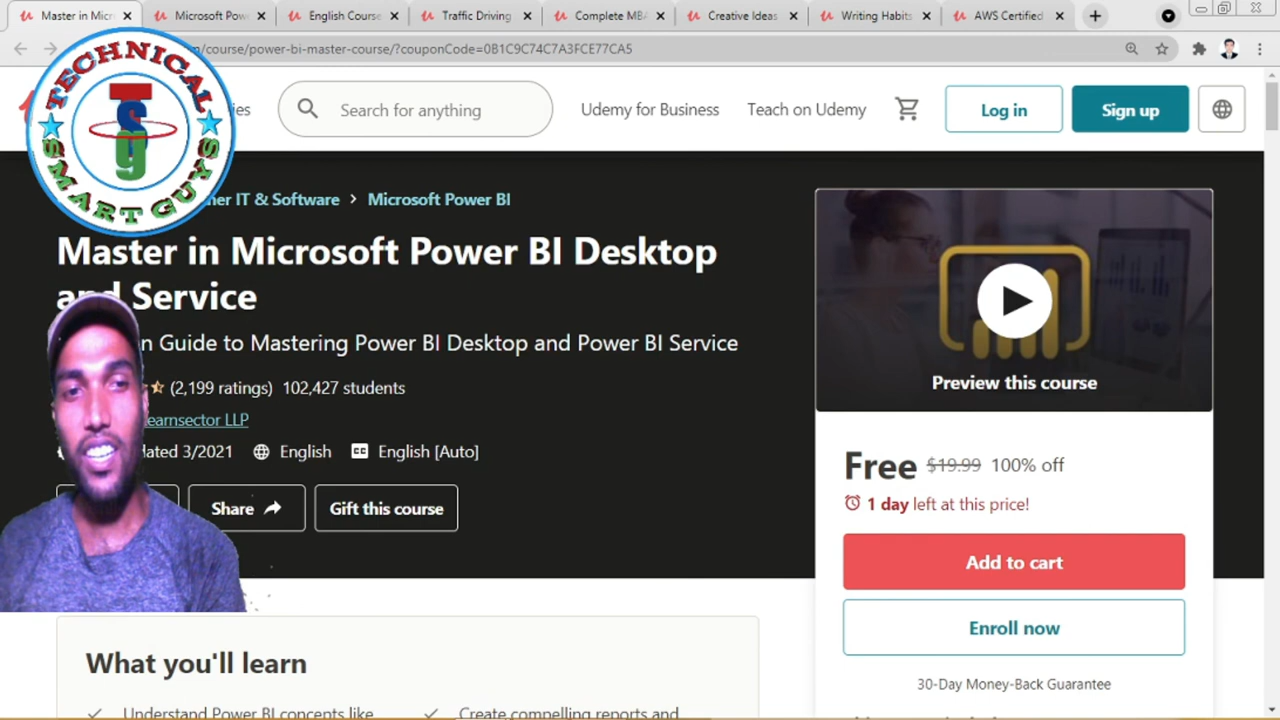 Master in Micr
Microsoft Pow
English Course
Traffic Driving
Complete MBA
Creative Ideas
Writing Habits
AWS Certified
/course/power-bi-master-course/?couponCode=0B1C9C74C7A3FCE77CA5
TECHNICAL
SMART GUYS
TSG
ies
Search for anything
Udemy for Business
Teach on Udemy
Log in
Sign up
her IT & Software > Microsoft Power BI
Master in Microsoft Power BI Desktop
and Service
n Guide to Mastering Power BI Desktop and Power BI Service
(2,199 ratings) 102,427 students
earnsector LLP
dated 3/2021 English CC English [Auto]
Share
Gift this course
Preview this course
Free $19.99 100% off
1 day left at this price!
Add to cart
Enroll now
30-Day Money-Back Guarantee
What you'll learn
Understand Power BI concepts like
Create compelling reports and